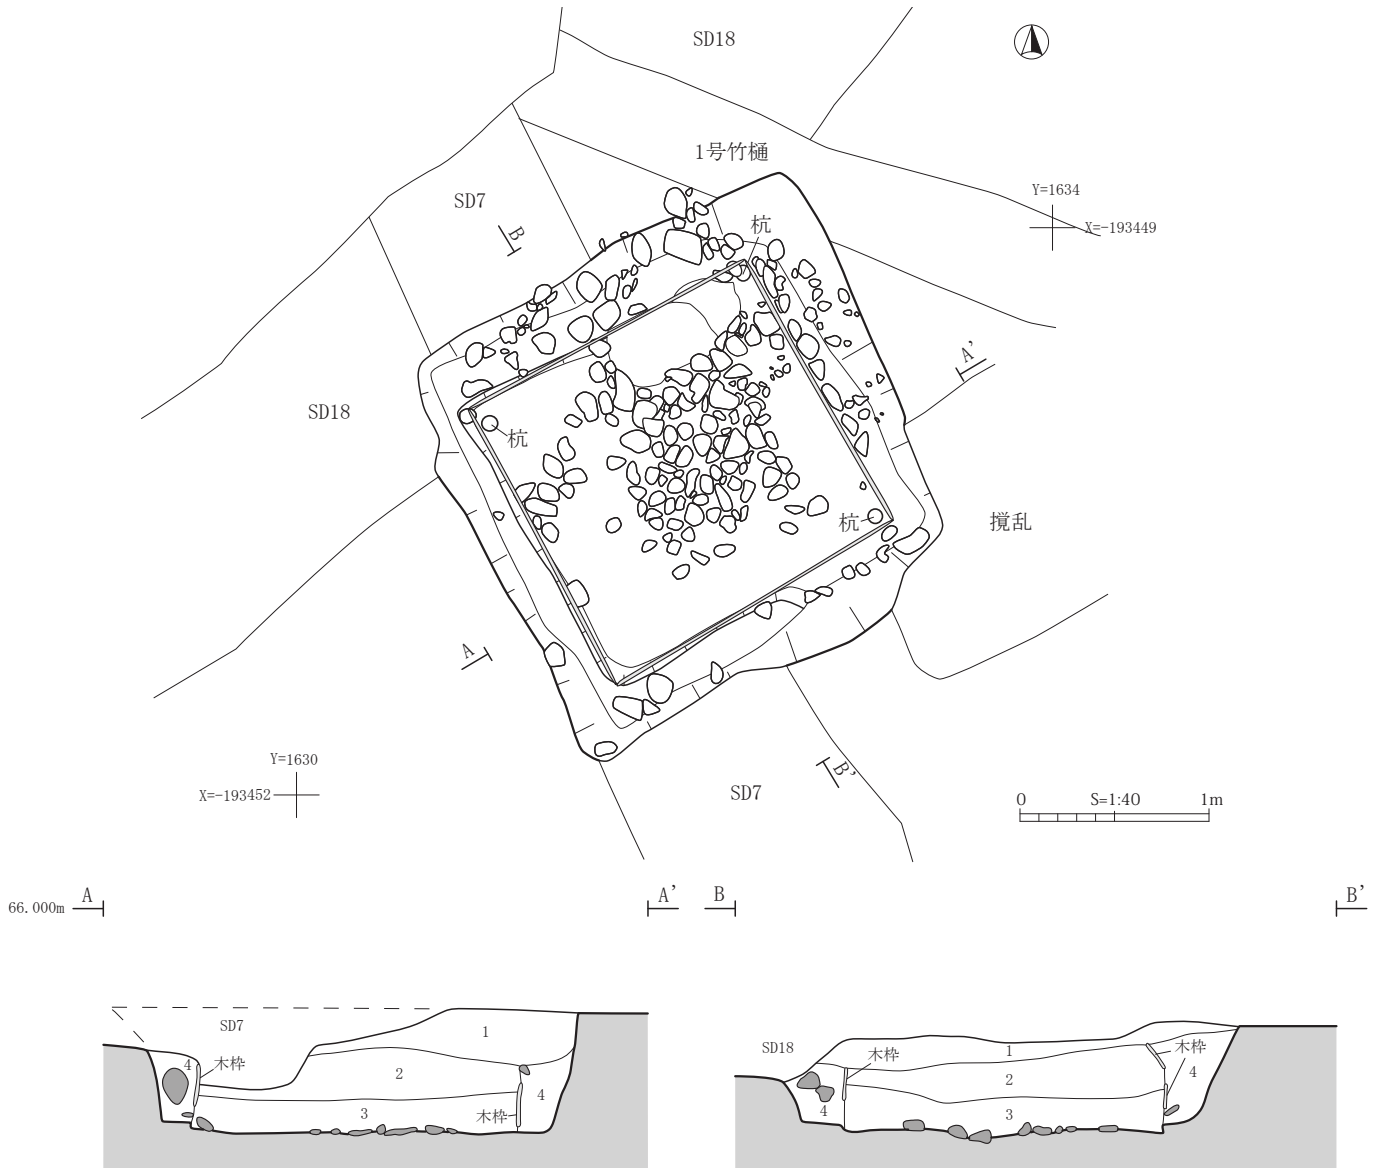 SD18
1号竹樋
SD7
Y=1634
X=-193449
B
杭
A'
SD18
杭
杭
撹乱
A
Y=1630
X=-193452
B'
SD7
0 S=1:40 1m
66.000m A A' B B'
SD7
1
2
3
4
4
木枠
木枠
SD18
木枠
木枠
1
2
3
4
4